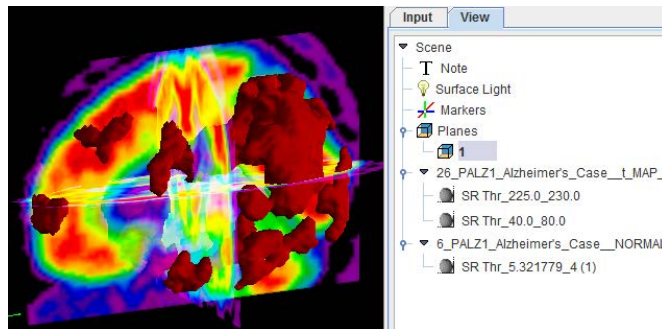 Input View
Scene
Note
Surface Light
Markers
Planes
1
26_PALZ1_Alzheimer's_Case__t_MAP_
SR Thr_225.0_230.0
SR Thr_40.0_80.0
6_PALZ1_Alzheimer's_Case__NORMAL
SR Thr_5.321779_4 (1)